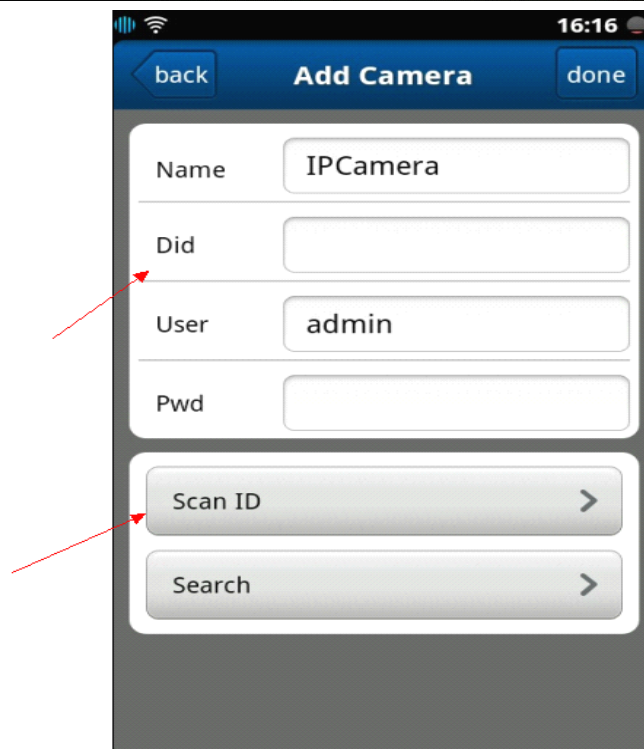 16:16
back Add Camera done
Name IPCamera
Did
User admin
Pwd
Scan ID
Search